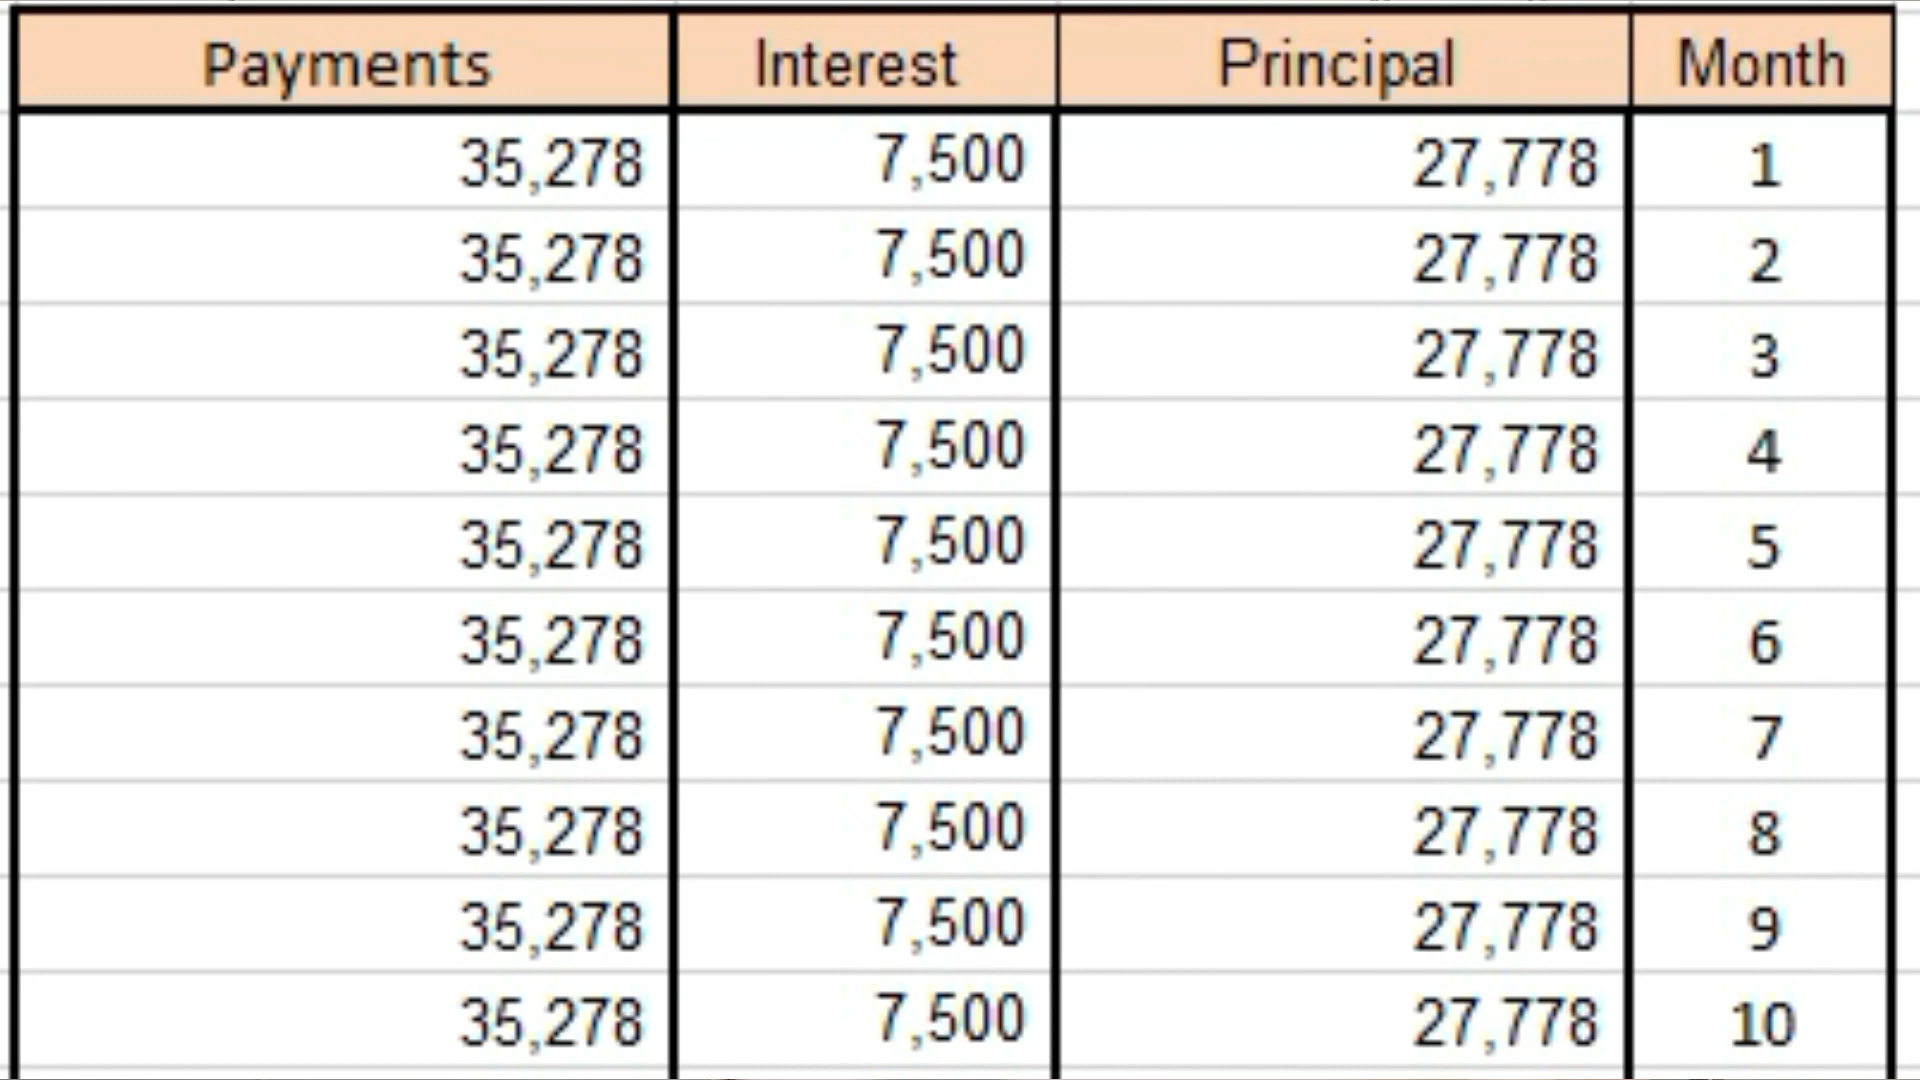 Payments Interest Principal Month
35,278 7,500 27,778 1
35,278 7,500 27,778 2
35,278 7,500 27,778 3
35,278 7,500 27,778 4
35,278 7,500 27,778 5
35,278 7,500 27,778 6
35,278 7,500 27,778 7
35,278 7,500 27,778 8
35,278 7,500 27,778 9
35,278 7,500 27,778 10